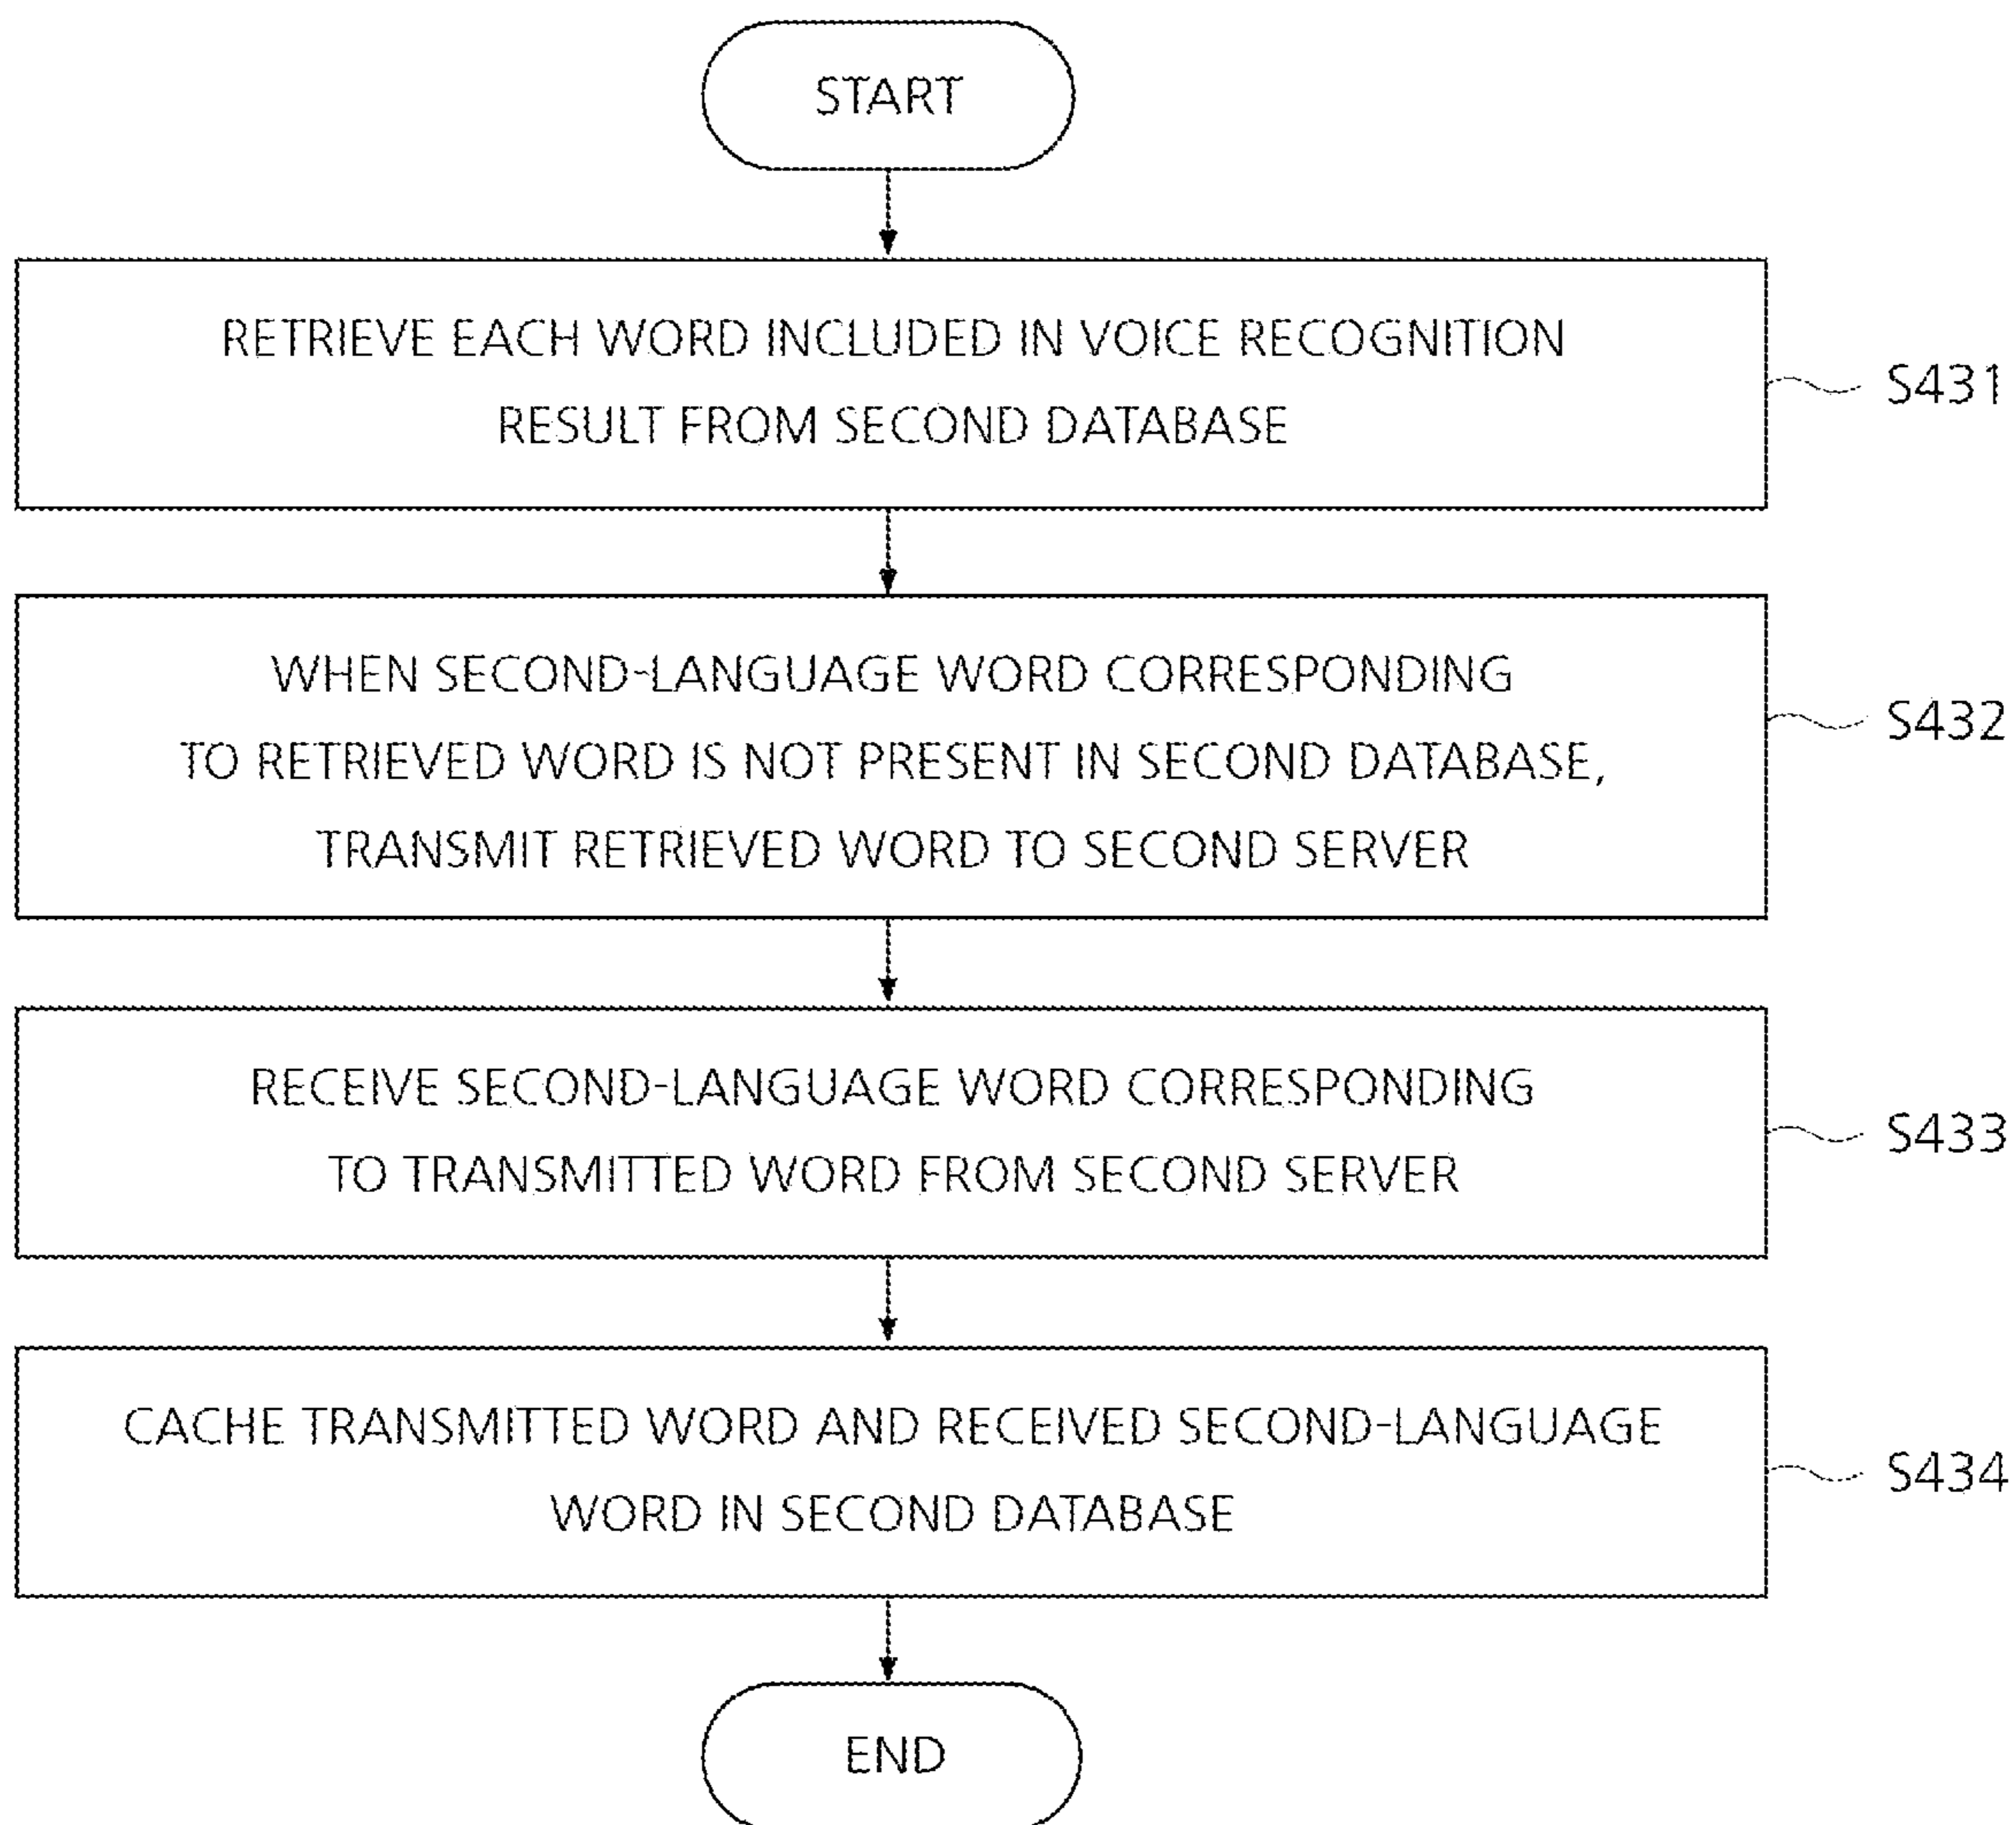 START
RETRIEVE EACH WORD INCLUDED IN VOICE RECOGNITION
RESULT FROM SECOND DATABASE
S431
WHEN SECOND-LANGUAGE WORD CORRESPONDING
TO RETRIEVED WORD IS NOT PRESENT IN SECOND DATABASE,
TRANSMIT RETRIEVED WORD TO SECOND SERVER
S432
RECEIVE SECOND-LANGUAGE WORD CORRESPONDING
TO TRANSMITTED WORD FROM SECOND SERVER
S433
CACHE TRANSMITTED WORD AND RECEIVED SECOND-LANGUAGE
WORD IN SECOND DATABASE
S434
END